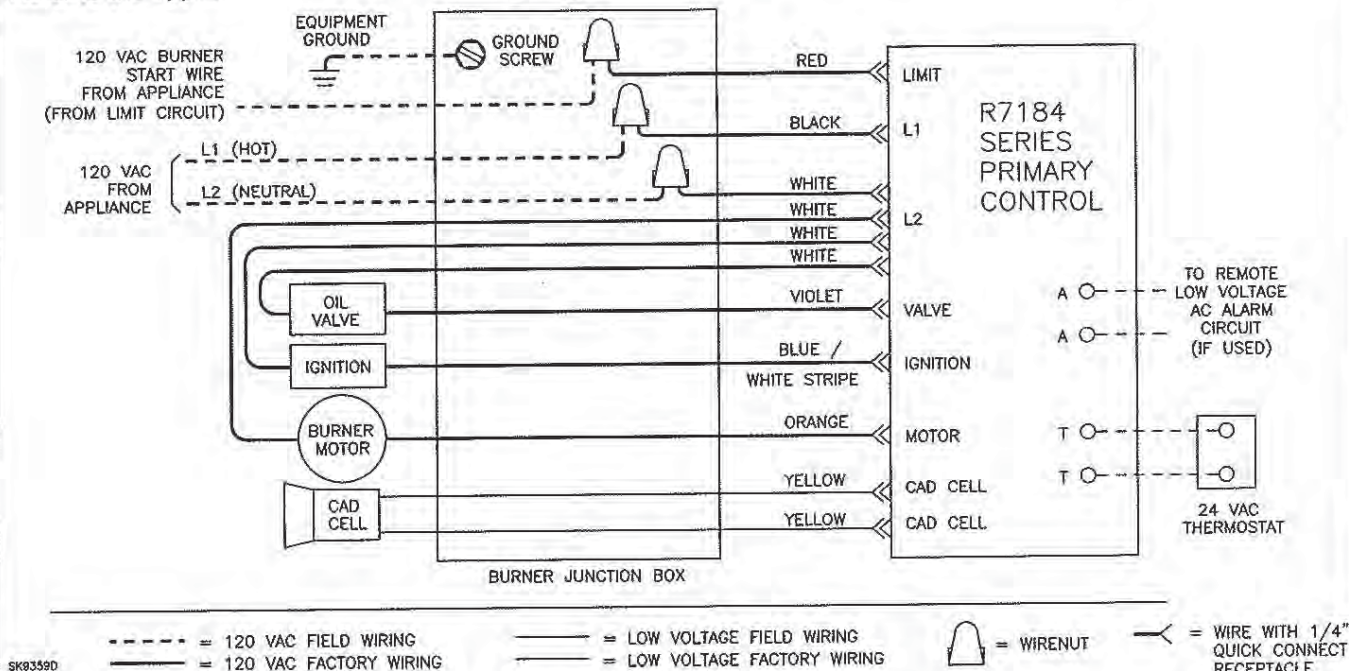 EQUIPMENT
GROUND
GROUND
SCREW
120 VAC BURNER
START WIRE
FROM APPLIANCE
(FROM LIMIT CIRCUIT)
RED
LIMIT
BLACK
L1
R7184
SERIES
PRIMARY
CONTROL
L1 (HOT)
120 VAC
FROM
APPLIANCE
L2 (NEUTRAL)
WHITE
WHITE
L2
WHITE
WHITE
OIL
VALVE
VIOLET
VALVE
A
A
TO REMOTE
LOW VOLTAGE
AC ALARM
CIRCUIT
(IF USED)
IGNITION
BLUE /
WHITE STRIPE
IGNITION
BURNER
MOTOR
ORANGE
MOTOR
T
T
24 VAC
THERMOSTAT
CAD
CELL
YELLOW
CAD CELL
YELLOW
CAD CELL
BURNER JUNCTION BOX
= 120 VAC FIELD WIRING
= 120 VAC FACTORY WIRING
= LOW VOLTAGE FIELD WIRING
= LOW VOLTAGE FACTORY WIRING
= WIRENUT
= WIRE WITH 1/4"
QUICK CONNECT
RECEPTACLE
SK9359D